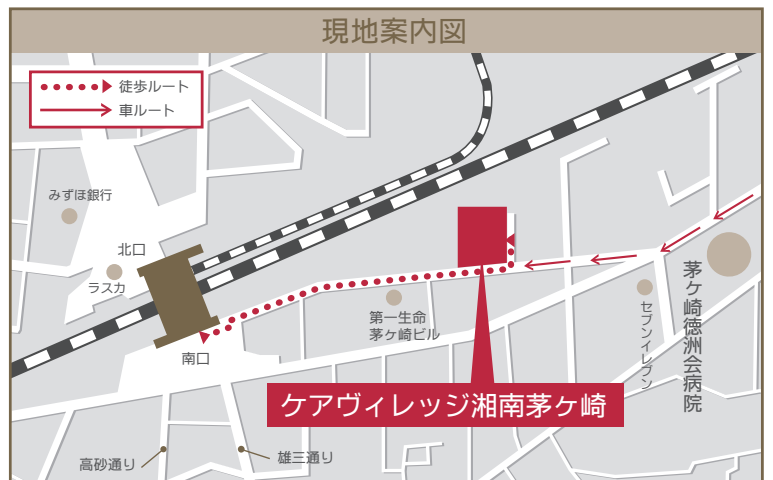 現地案内図
徒歩ルート
車ルート
みずほ銀行
北口
ラスカ
南口
第一生命
茅ヶ崎ビル
セブンイレブン
茅ヶ崎徳洲会病院
ケアヴィレッジ湘南茅ヶ崎
高砂通り
雄三通り